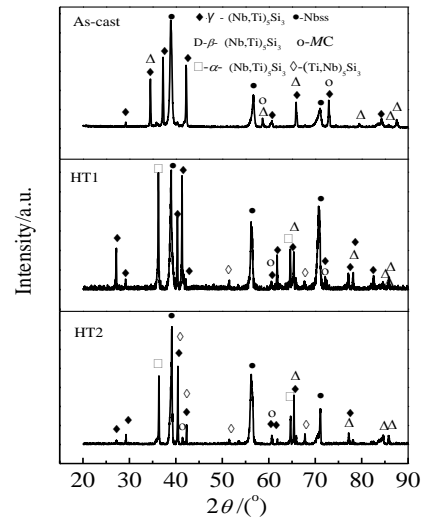 As-cast
◆γ - (Nb,Ti)₅Si₃ ●-Nbss
D-β- (Nb,Ti)₅Si₃ o-MC
□-α- (Nb,Ti)₅Si₃ ◇-(Ti,Nb)₅Si₃
HT1
HT2
Intensity/a.u.
20 30 40 50 60 70 80 90
2θ /(°)